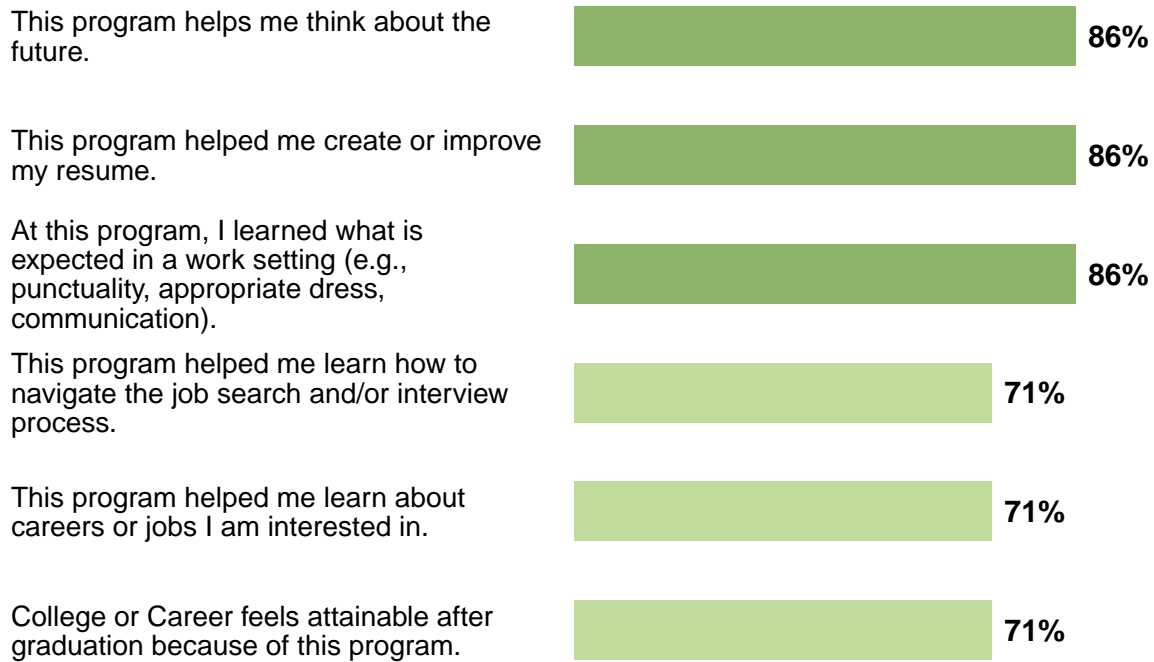 This program helps me think about the
future.
86%
This program helped me create or improve
my resume.
86%
At this program, I learned what is
expected in a work setting (e.g.,
punctuality, appropriate dress,
communication).
86%
This program helped me learn how to
navigate the job search and/or interview
process.
71%
This program helped me learn about
careers or jobs I am interested in.
71%
College or Career feels attainable after
graduation because of this program.
71%